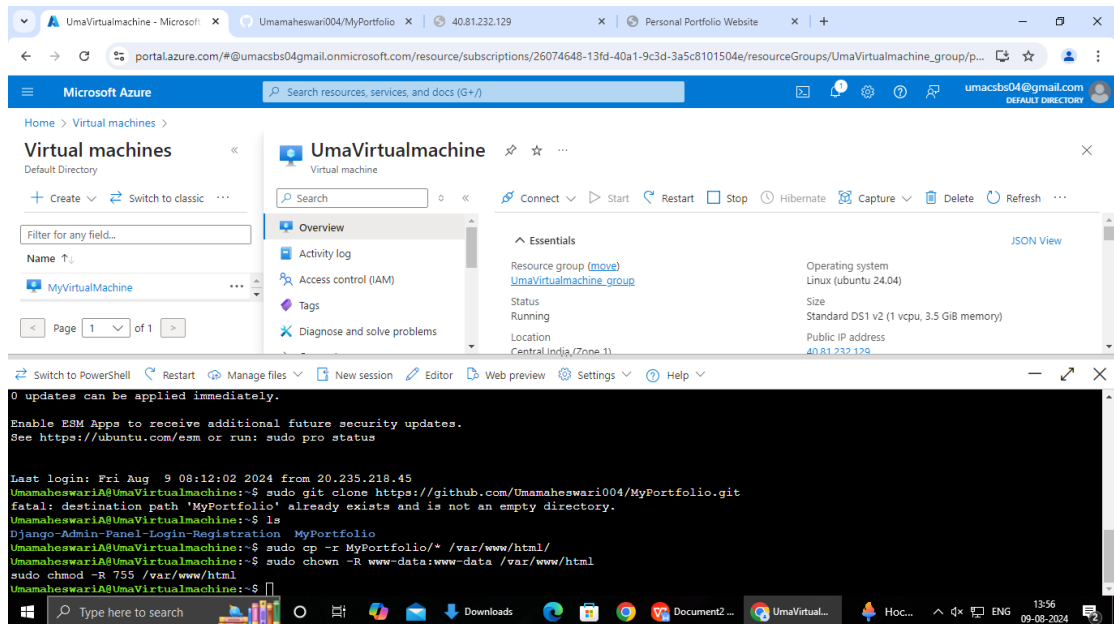 UmaVirtualmachine - Microsoft
Umamaheswari004/MyPortfolio
40.81.232.129
Personal Portfolio Website
portal.azure.com/#@umacsbs04gmail.onmicrosoft.com/resource/subscriptions/26074648-13fd-40a1-9c3d-3a5c8101504e/resourceGroups/UmaVirtualmachine_group/p...
Microsoft Azure
Search resources, services, and docs (G+/)
1
umacsbs04@gmail.com
DEFAULT DIRECTORY
Home > Virtual machines >
Virtual machines
Default Directory
Create
Switch to classic
Filter for any field...
Name ↑↓
MyVirtualMachine
Page 1 of 1
UmaVirtualmachine
Virtual machine
Search
Overview
Activity log
Access control (IAM)
Tags
Diagnose and solve problems
Connect Start Restart Stop Hibernate Capture Delete Refresh
Essentials
JSON View
Resource group (move)
UmaVirtualmachine_group
Status
Running
Location
Central India (Zone 1)
Operating system
Linux (ubuntu 24.04)
Size
Standard DS1 v2 (1 vcpu, 3.5 GiB memory)
Public IP address
40.81.232.129
Switch to PowerShell Restart Manage files New session Editor Web preview Settings Help
0 updates can be applied immediately.
Enable ESM Apps to receive additional future security updates.
See https://ubuntu.com/esm or run: sudo pro status
Last login: Fri Aug  9 08:12:02 2024 from 20.235.218.45
UmamaheswariA@UmaVirtualmachine:~$ sudo git clone https://github.com/Umamaheswari004/MyPortfolio.git
fatal: destination path 'MyPortfolio' already exists and is not an empty directory.
UmamaheswariA@UmaVirtualmachine:~$ ls
Django-Admin-Panel-Login-Registration  MyPortfolio
UmamaheswariA@UmaVirtualmachine:~$ sudo cp -r MyPortfolio/* /var/www/html/
UmamaheswariA@UmaVirtualmachine:~$ sudo chown -R www-data:www-data /var/www/html
sudo chmod -R 755 /var/www/html
UmamaheswariA@UmaVirtualmachine:~$
Type here to search
Downloads
Document2 ...
UmaVirtual...
Hoc...
ENG
13:56
09-08-2024
2